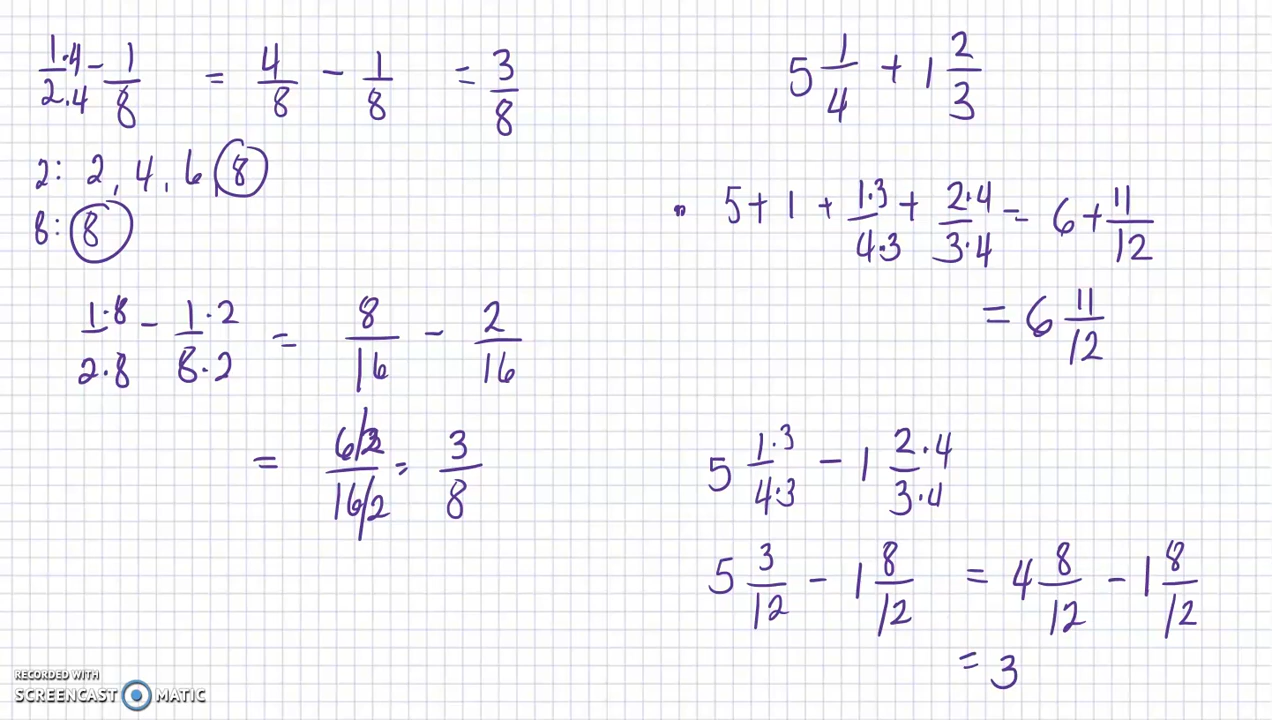 1·4/2·4 - 1/8 = 4/8 - 1/8 = 3/8
2: 2, 4, 6, 8
8: 8
1·8/2·8 - 1·2/8·2 = 8/16 - 2/16
= 6/2/16/2 = 3/8
5 1/4 + 1 2/3
5 + 1 + 1·3/4·3 + 2·4/3·4 = 6 + 11/12
= 6 11/12
5 1·3/4·3 - 1 2·4/3·4
5 3/12 - 1 8/12 = 4 8/12 - 1 8/12
= 3
RECORDED WITH
SCREENCAST MATIC